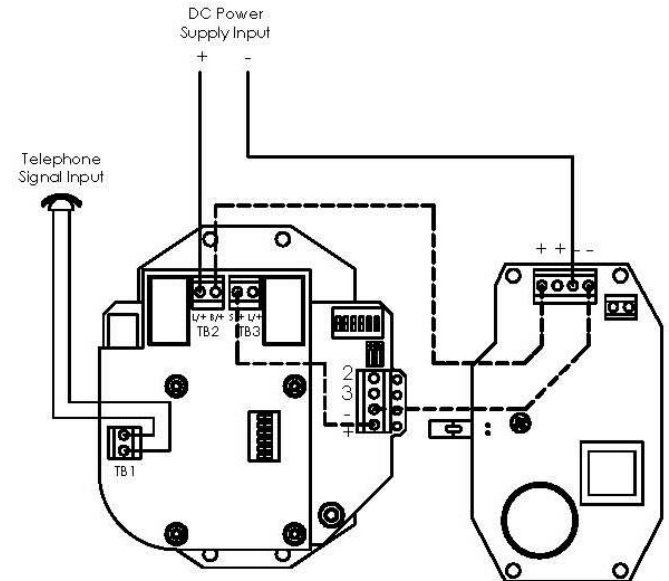 DC Power
Supply Input
+ -
Telephone
Signal Input
+ + - -
L/+ B/+ S+ L/+
TB2 TB3
2
3
-
+
TB1